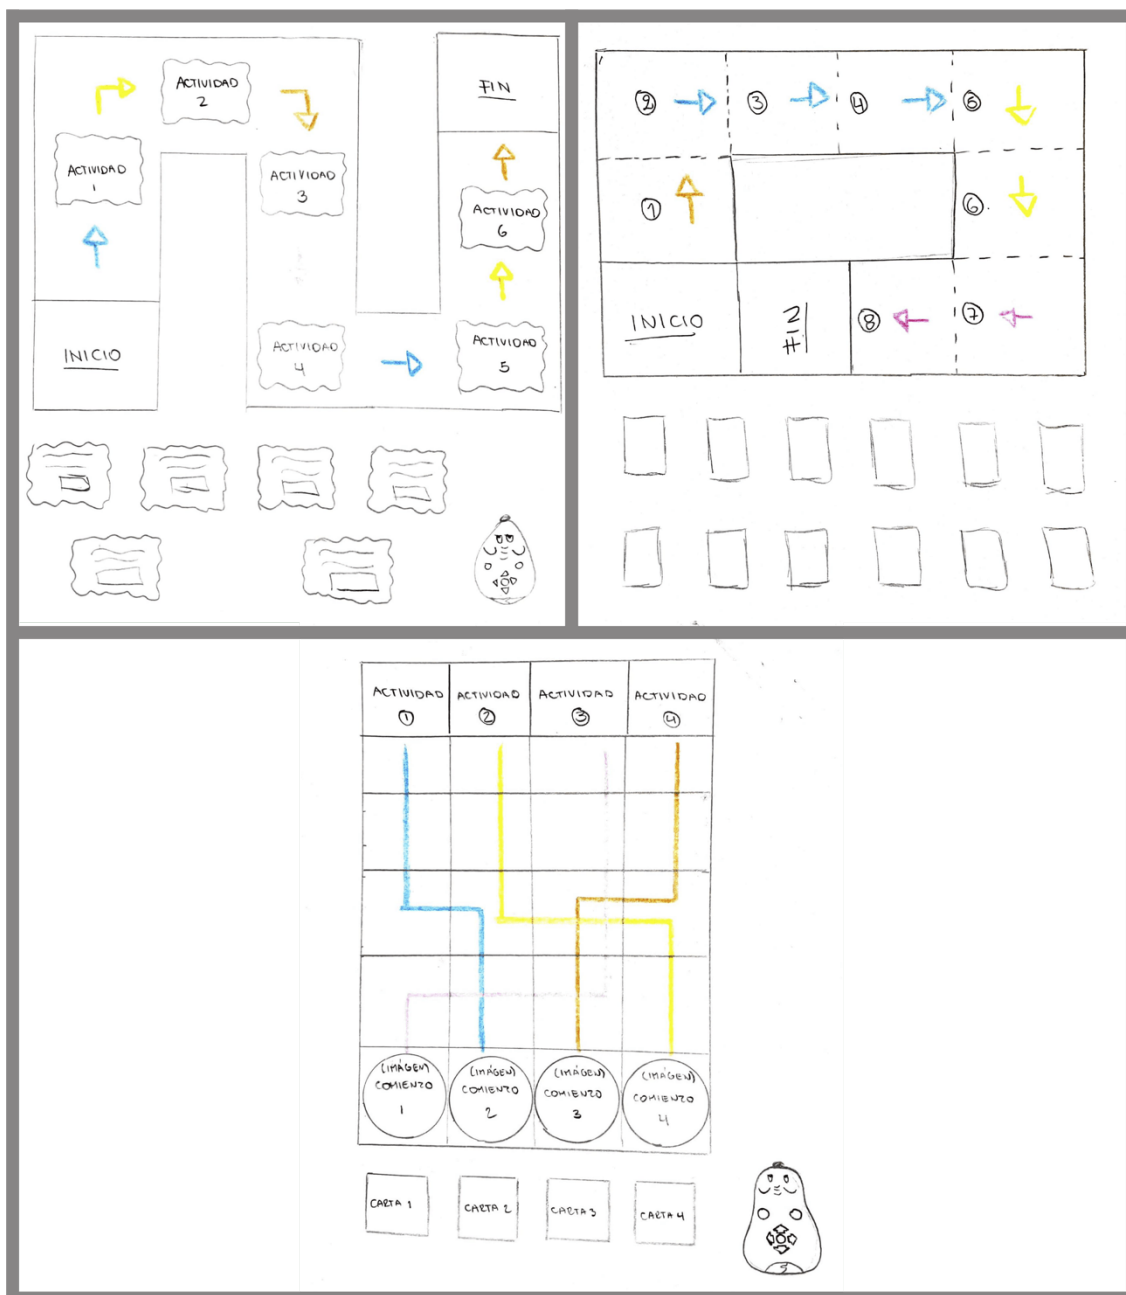 ACTIVIDAD
2
ACTIVIDAD
1
ACTIVIDAD
3
INICIO
ACTIVIDAD
4
ACTIVIDAD
5
ACTIVIDAD
6
FIN
②
③
④
⑤
①
⑥.
INICIO
FIN
⑧
⑦
ACTIVIDAD
①
ACTIVIDAD
②
ACTIVIDAD
③
ACTIVIDAD
④
(IMÁGEN)
COMIENZO
1
(IMÁGEN)
COMIENZO
2
(IMÁGEN)
COMIENZO
3
(IMÁGEN)
COMIENZO
4
CARTA 1
CARTA 2
CARTA 3
CARTA 4